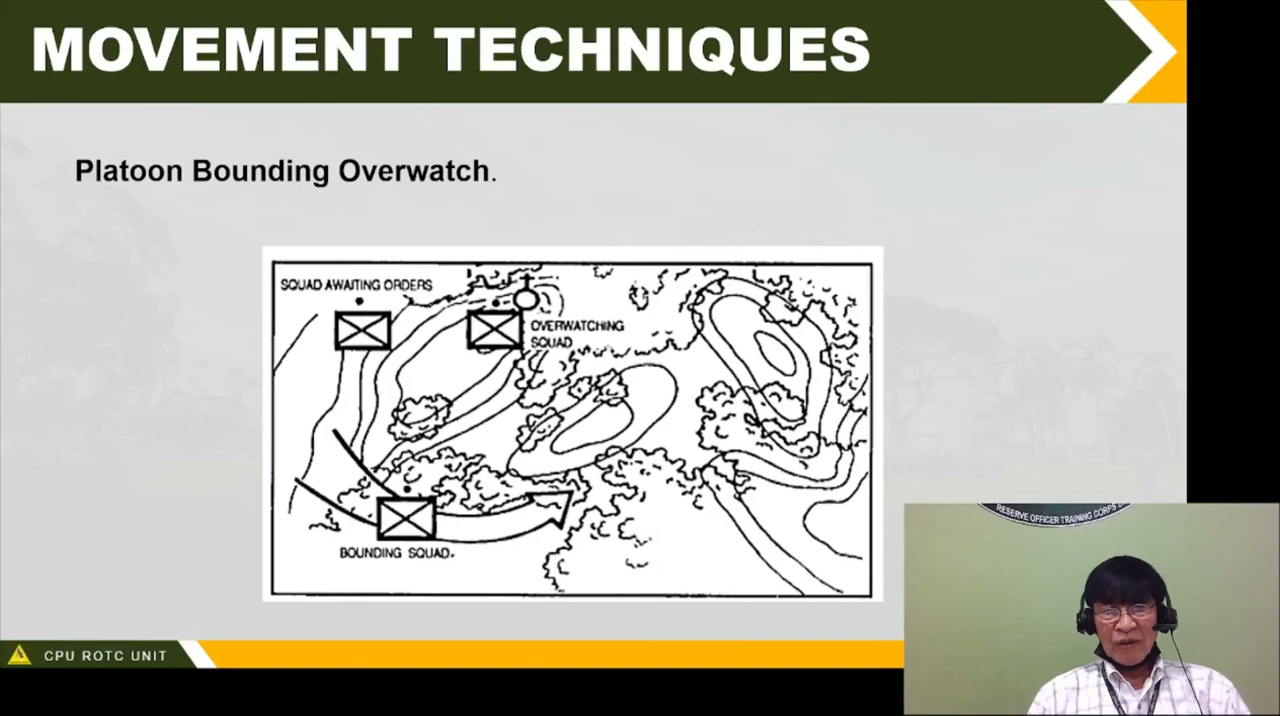 MOVEMENT TECHNIQUES
Platoon Bounding Overwatch.
SQUAD AWAITING ORDERS
OVERWATCHING
SQUAD
BOUNDING SQUAD.
CPU ROTC UNIT
RESERVE OFFICER TRAINING CORPS